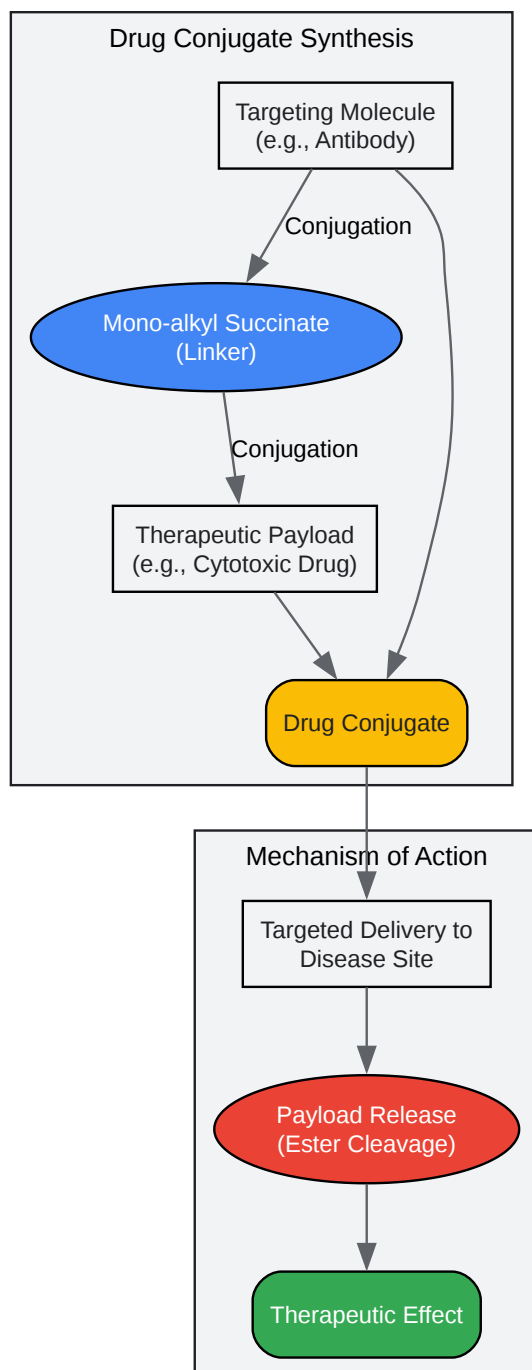 Drug Conjugate Synthesis
Targeting Molecule
(e.g., Antibody)
Conjugation
Mono-alkyl Succinate
(Linker)
Conjugation
Therapeutic Payload
(e.g., Cytotoxic Drug)
Drug Conjugate
Mechanism of Action
Targeted Delivery to
Disease Site
Payload Release
(Ester Cleavage)
Therapeutic Effect